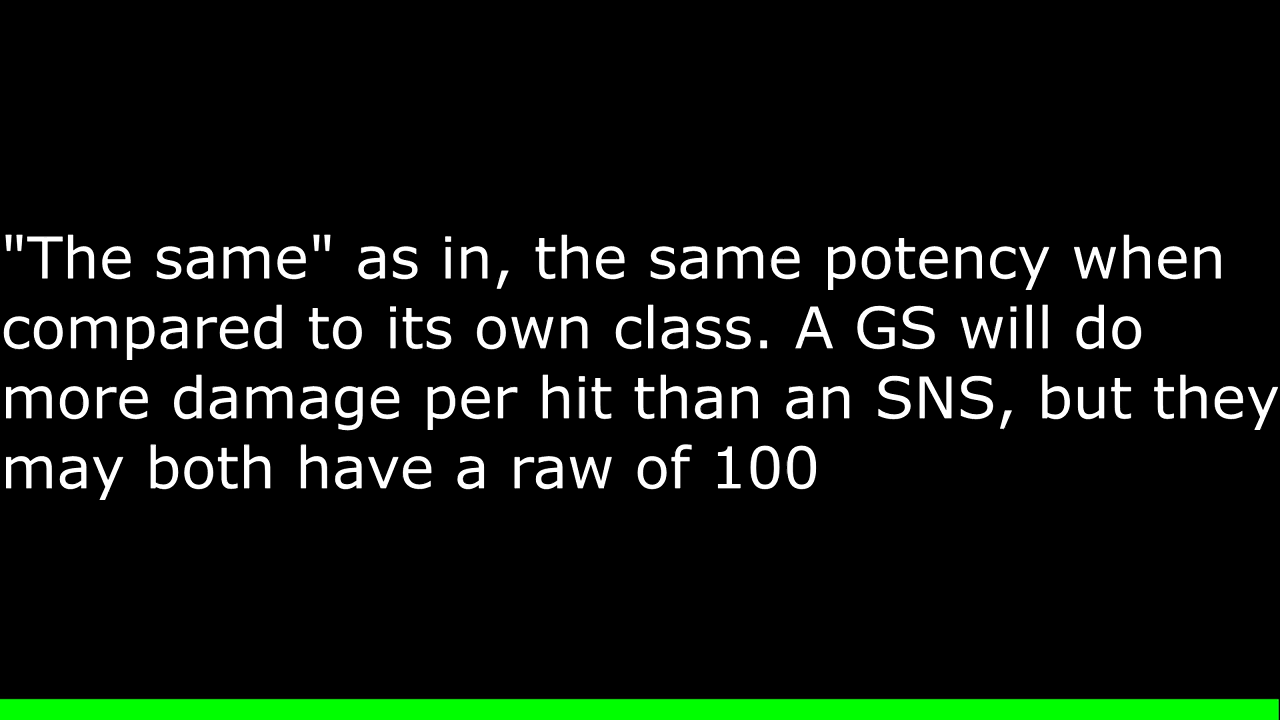 "The same" as in, the same potency when
compared to its own class. A GS will do
more damage per hit than an SNS, but they
may both have a raw of 100